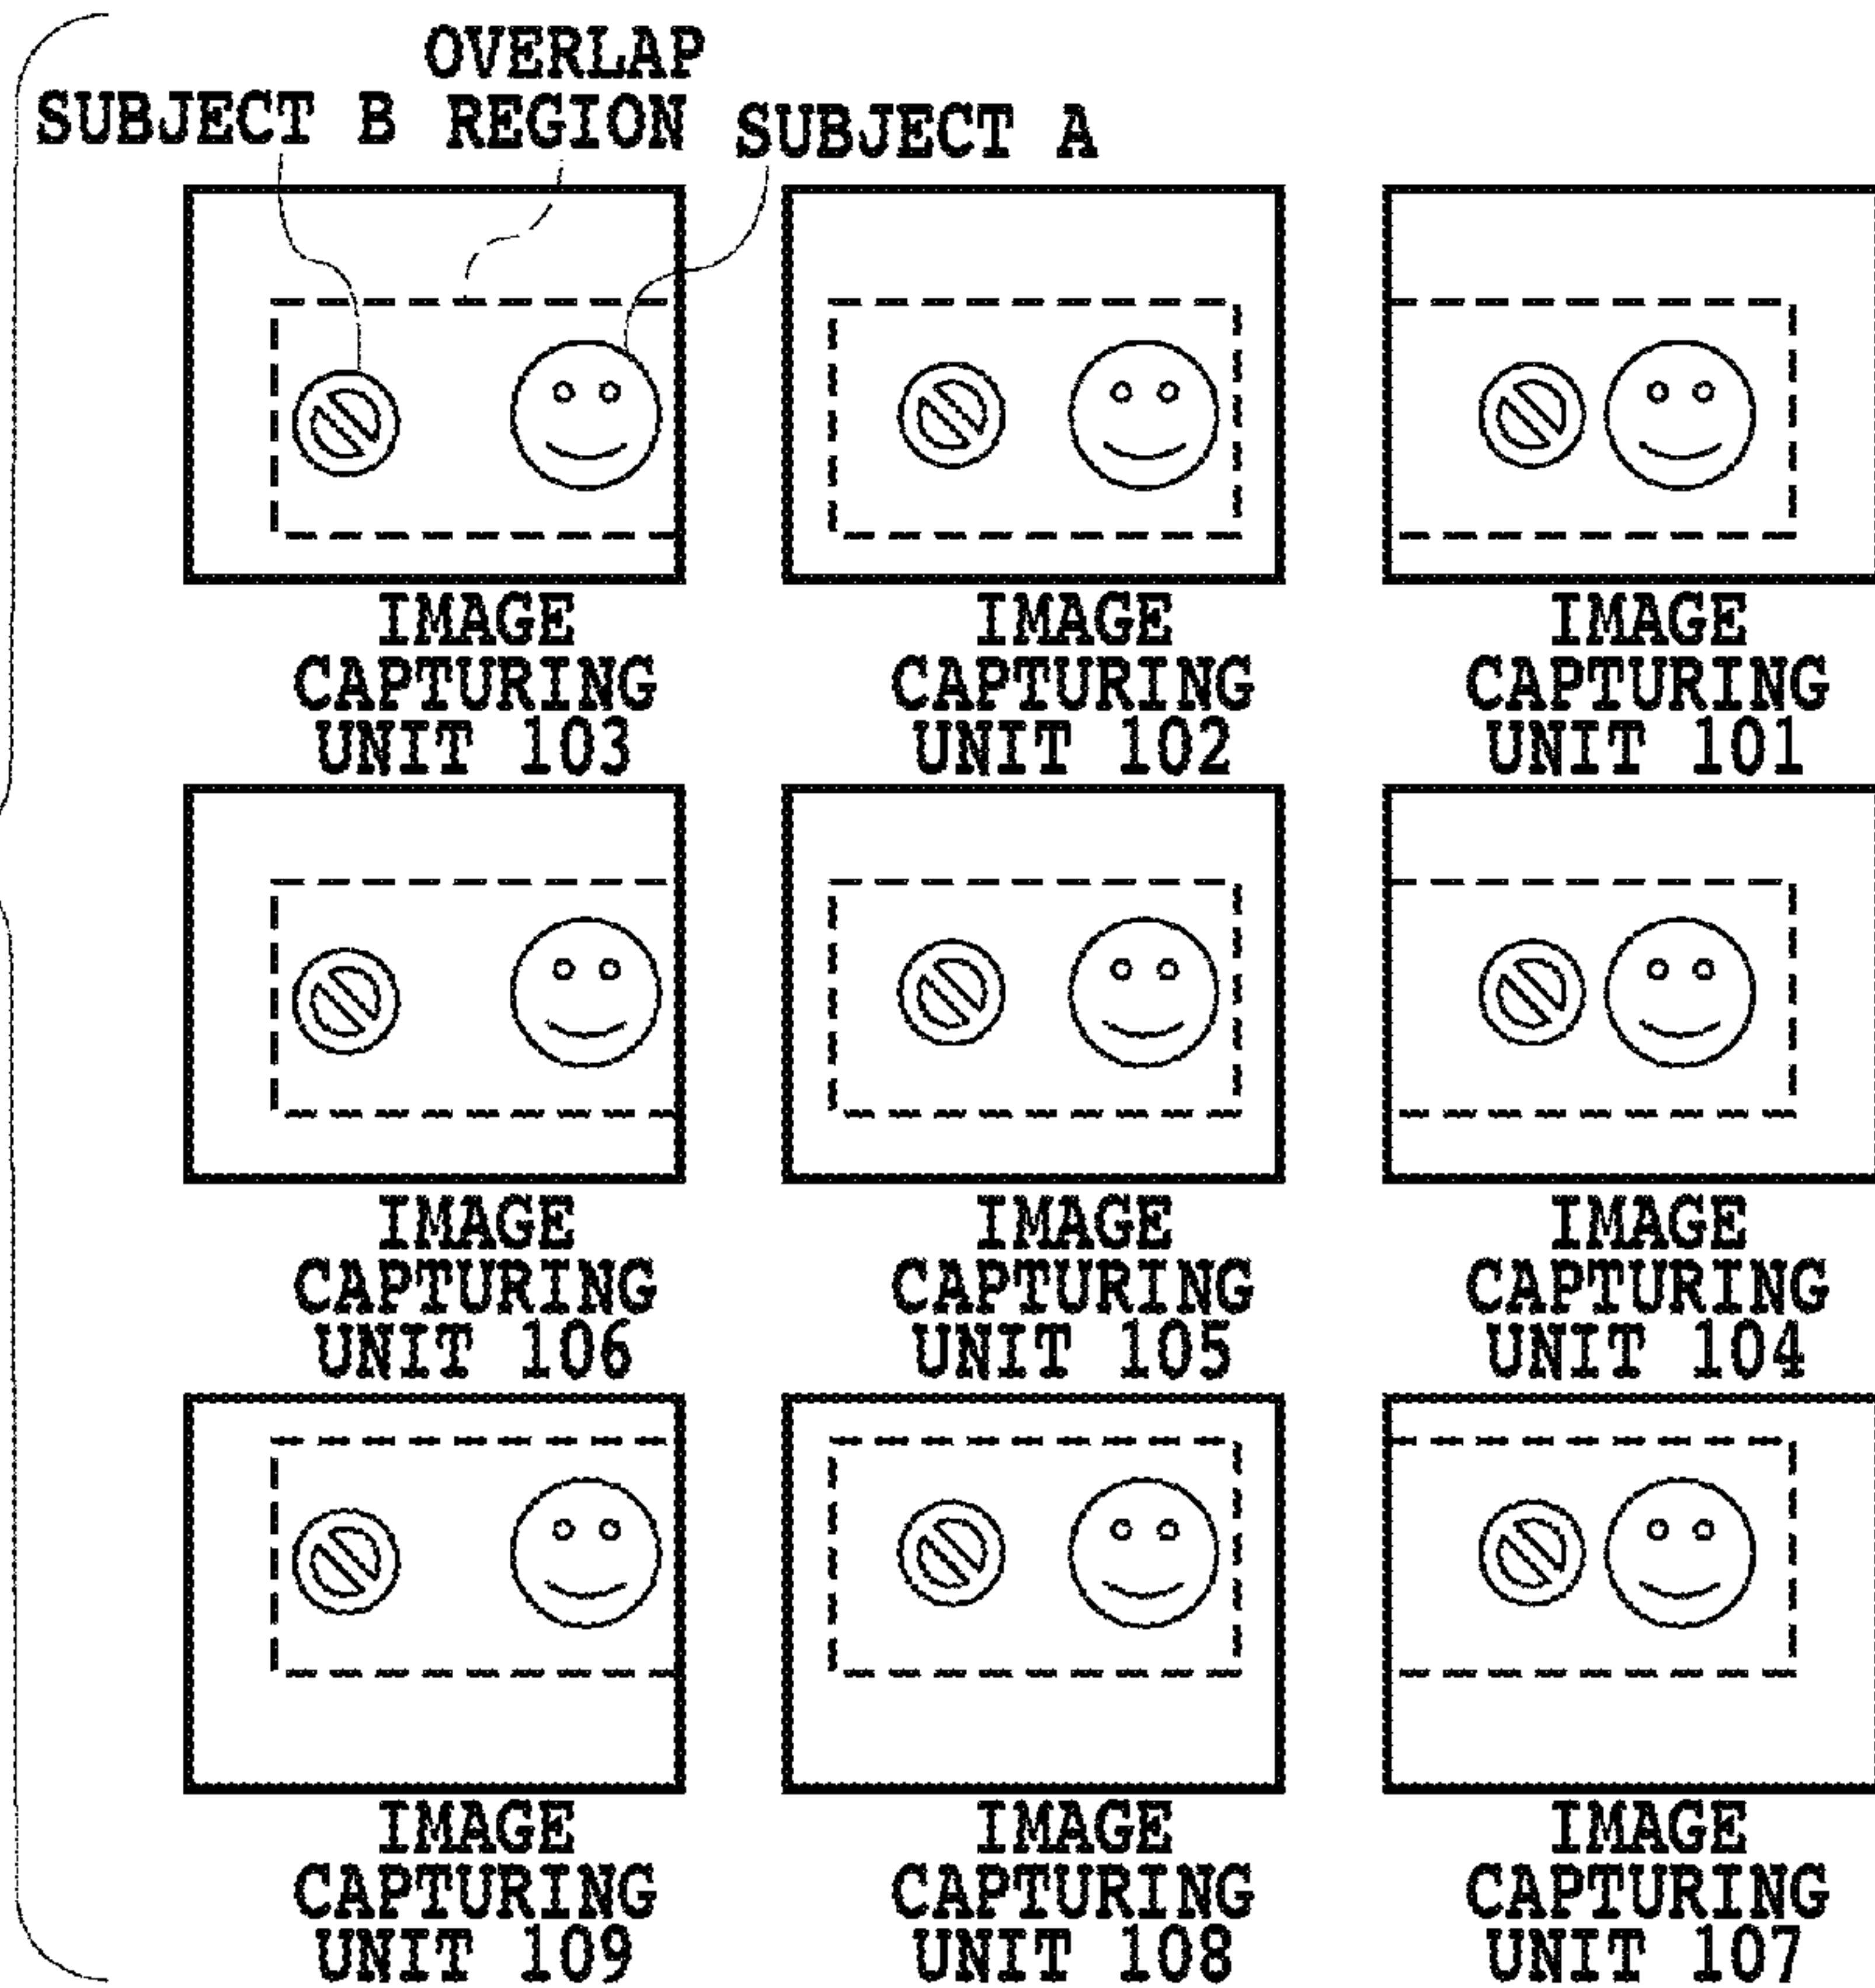 OVERLAP
SUBJECT B REGION SUBJECT A
IMAGE
CAPTURING
UNIT 103
IMAGE
CAPTURING
UNIT 102
IMAGE
CAPTURING
UNIT 101
IMAGE
CAPTURING
UNIT 106
IMAGE
CAPTURING
UNIT 105
IMAGE
CAPTURING
UNIT 104
IMAGE
CAPTURING
UNIT 109
IMAGE
CAPTURING
UNIT 108
IMAGE
CAPTURING
UNIT 107